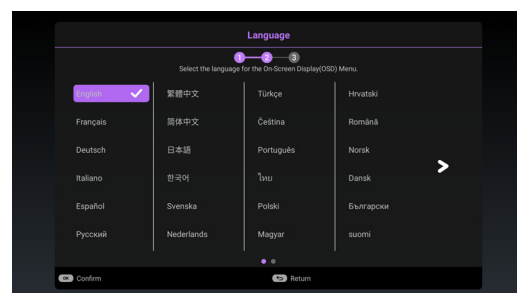 Language
1 2 3
Select the language for the On-Screen Display(OSD) Menu.
English 繁體中文 Türkçe Hrvatski
Français 简体中文 Čeština Română
Deutsch 日本語 Português Norsk
Italiano 한국어 ไทย Dansk
Español Svenska Polski Български
Русский Nederlands Magyar suomi
OK Confirm Return